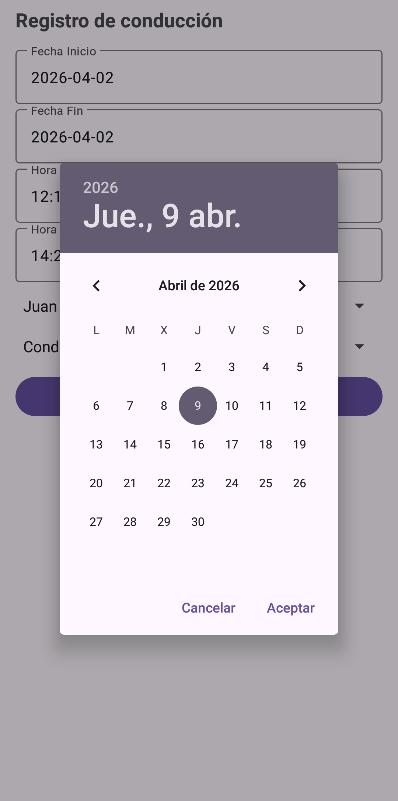 Registro de conducción
Fecha Inicio
2026-04-02
Fecha Fin
2026-04-02
Hora
12:1
Hora
14:2
Juan
Cond
2026
Jue., 9 abr.
Abril de 2026
L M X J V S D
1 2 3 4 5
6 7 8 9 10 11 12
13 14 15 16 17 18 19
20 21 22 23 24 25 26
27 28 29 30
Cancelar Aceptar